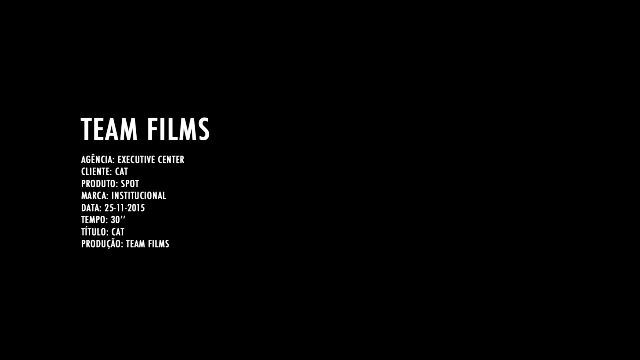 TEAM FILMS
AGÊNCIA: EXECUTIVE CENTER
CLIENTE: CAT
PRODUTO: SPOT
MARCA: INSTITUCIONAL
DATA: 25-11-2015
TEMPO: 30''
TÍTULO: CAT
PRODUÇÃO: TEAM FILMS